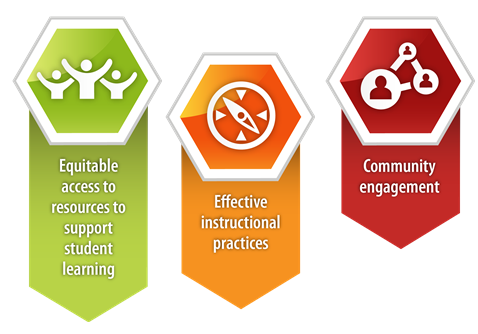 Equitable
access to
resources to
support
student
learning
Effective
instructional
practices
Community
engagement